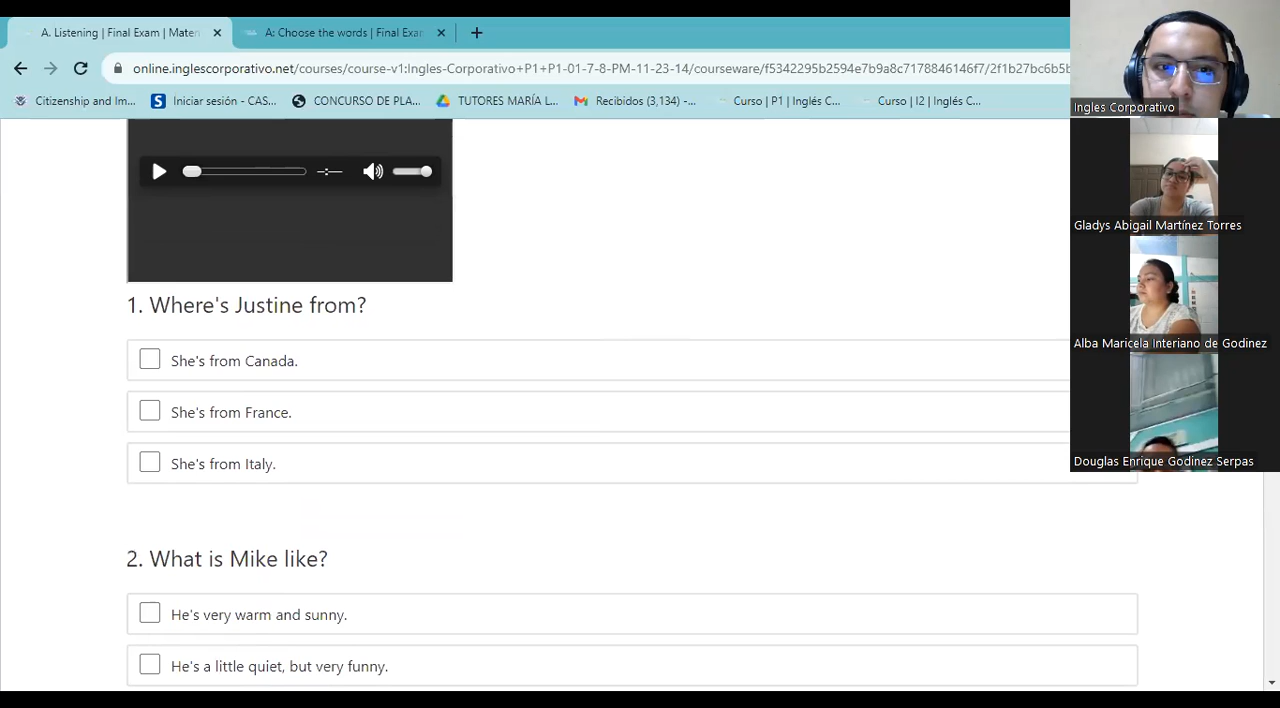 A. Listening | Final Exam | Mater
A: Choose the words | Final Exar
online.inglescorporativo.net/courses/course-v1:Ingles- +P1+P1-01-7-8-PM-11-23-14/courseware/f5342295b2594e7b9a8c7178846146f7/2f1b27bc6b5b
Citizenship and Im...
Iniciar sesión - CAS...
CONCURSO DE PLA...
TUTORES MARÍA L...
Recibidos (3,134) -...
Curso | P1 | Inglés C...
Curso | I2 | Inglés C...
Ingles Corporativo
Gladys Abigail Martínez Torres
Alba Maricela Interiano de Godinez
Douglas Enrique Godinez Serpas
1. Where's Justine from?
She's from Canada.
She's from France.
She's from Italy.
2. What is Mike like?
He's very warm and sunny.
He's a little quiet, but very funny.